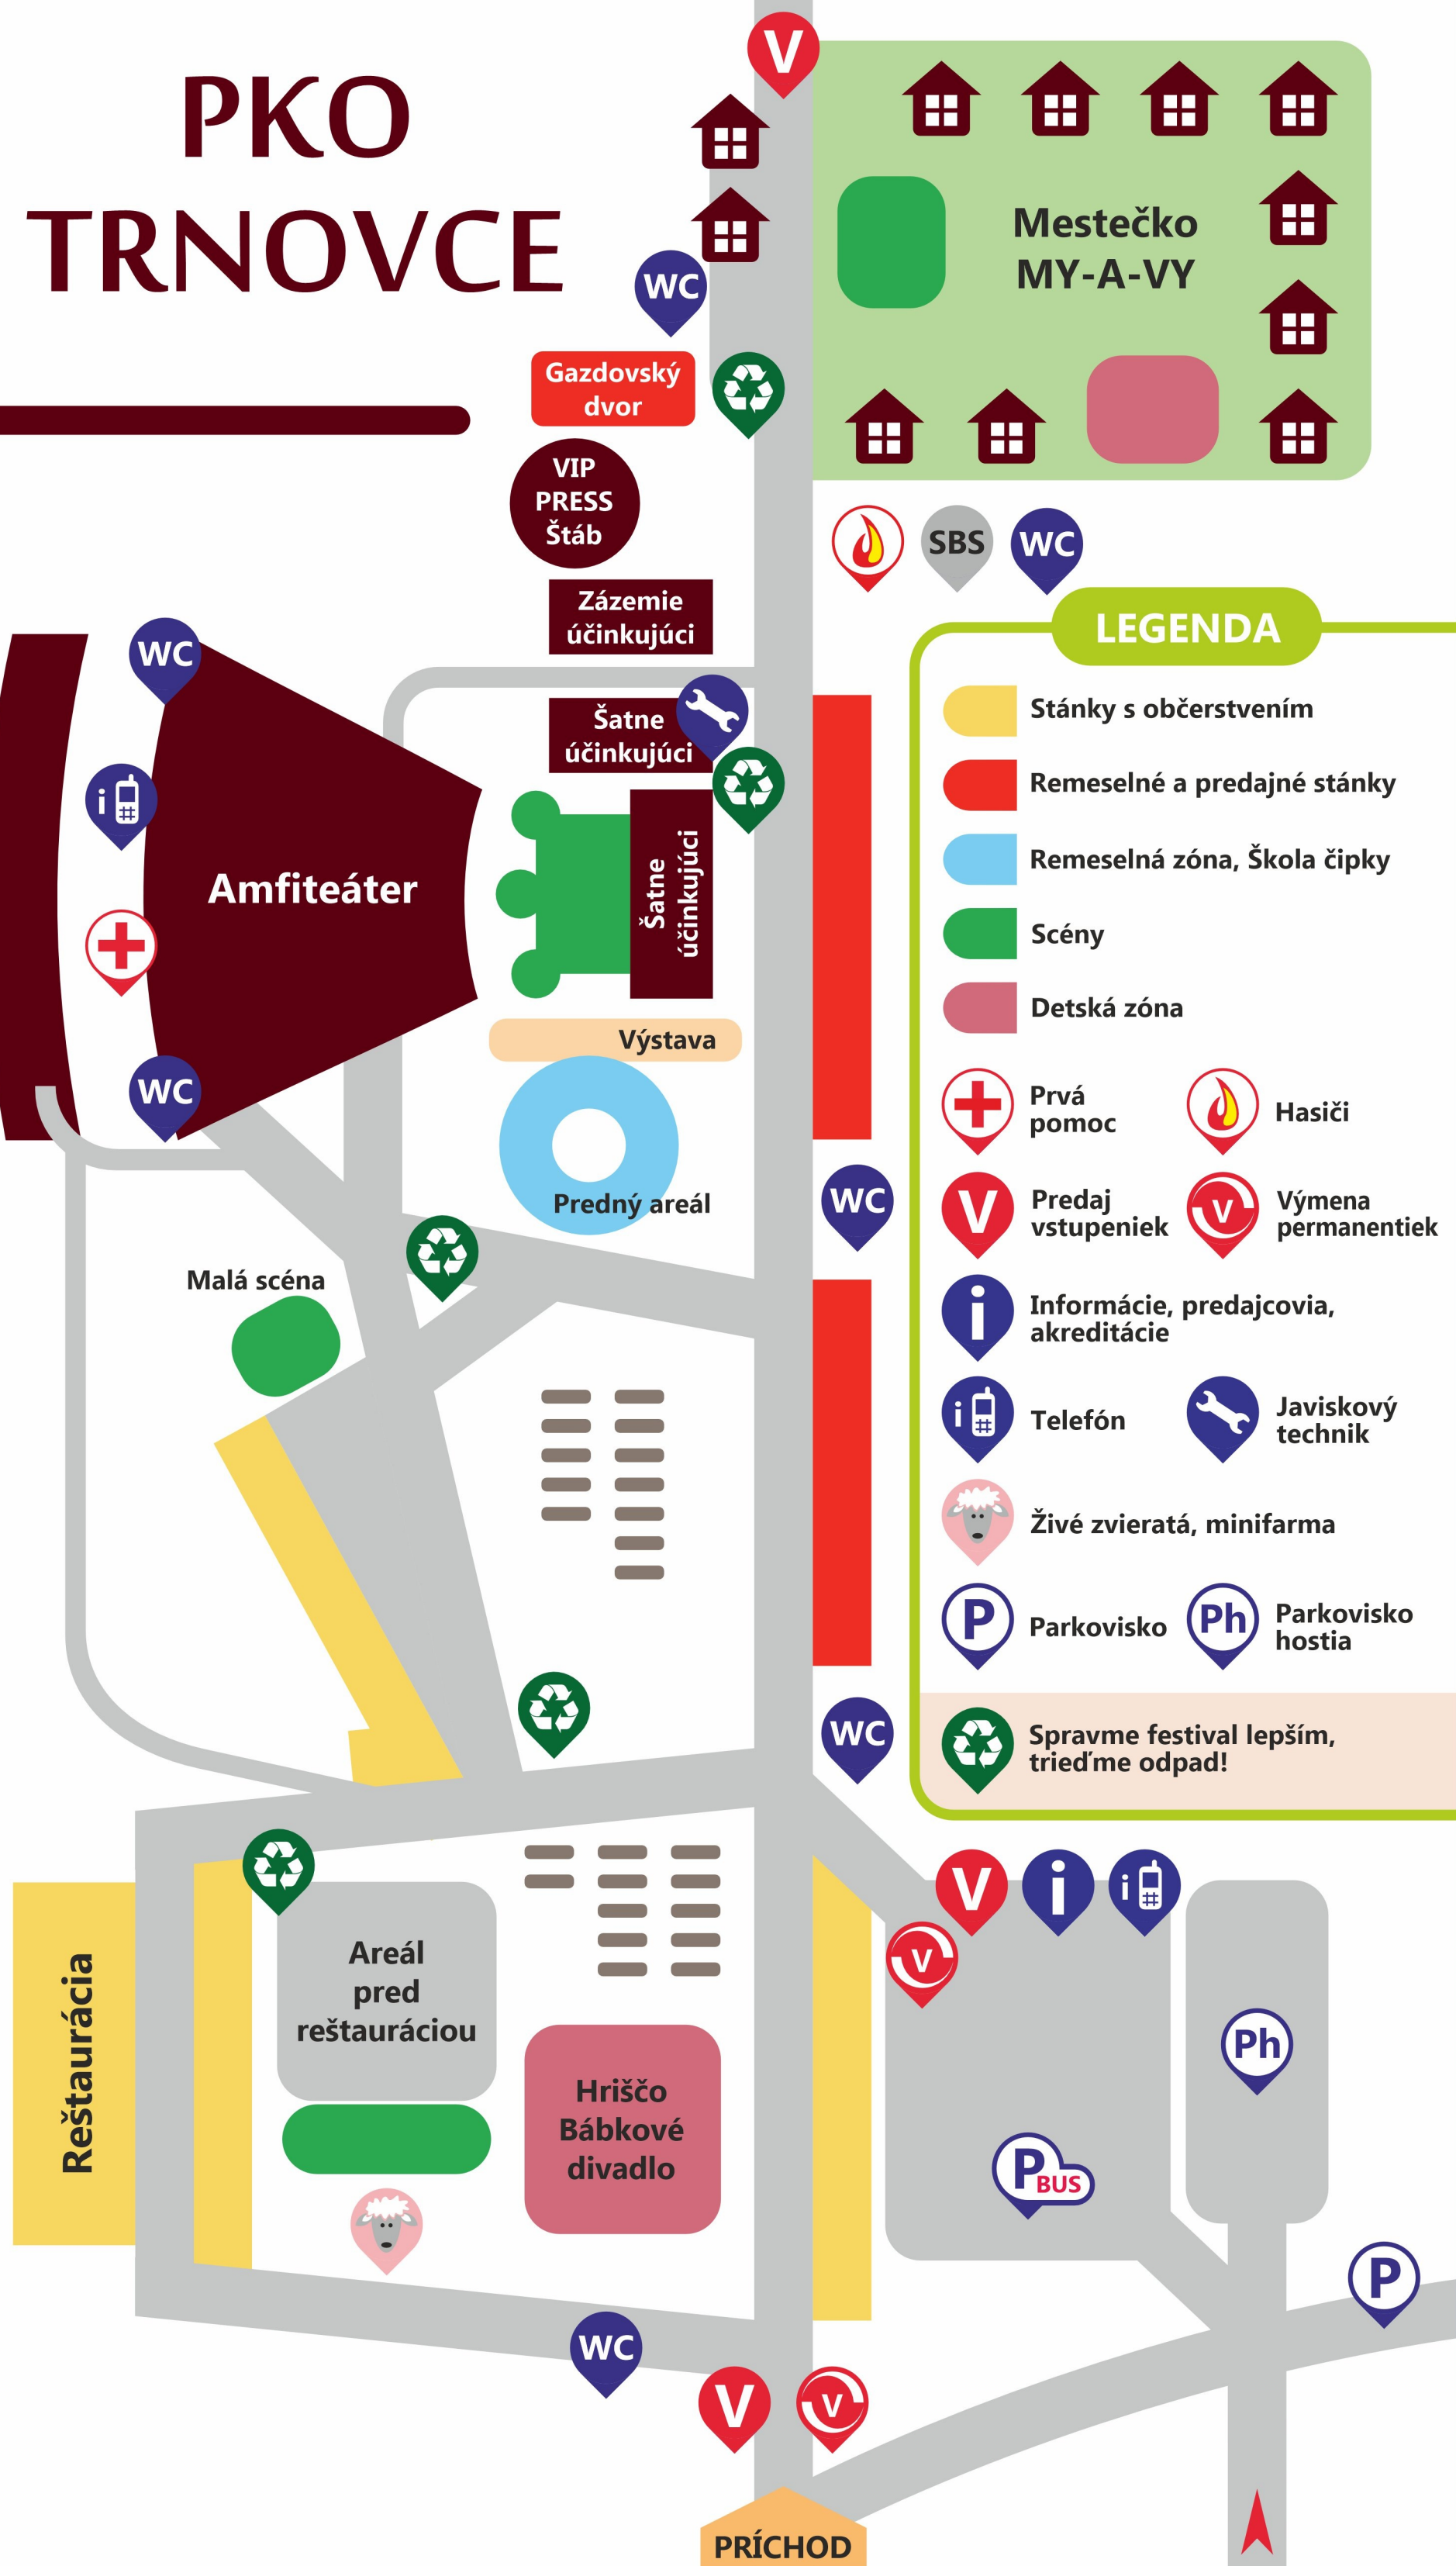 PKO
TRNOVCE
V
Mestečko
MY-A-VY
WC
Gazdovský
dvor
VIP
PRESS
Štáb
SBS
WC
Zázemie
účinkujúci
WC
Šatne
účinkujúci
i
Amfiteáter
Šatne
účinkujúci
Výstava
WC
Predný areál
WC
Malá scéna
WC
LEGENDA
Stánky s občerstvením
Remeselné a predajné stánky
Remeselná zóna, Škola čipky
Scény
Detská zóna
Prvá
pomoc
Hasiči
V
Predaj
vstupeniek
V
Výmena
permanentiek
i
Informácie, predajcovia,
akreditácie
i
Telefón
Javiskový
technik
Živé zvieratá, minifarma
P
Parkovisko
Ph
Parkovisko
hostia
Spravme festival lepším,
trieďme odpad!
V
i
i
V
Reštaurácia
Areál
pred
reštauráciou
Hriščo
Bábkové
divadlo
Ph
P
BUS
P
WC
V
V
PRÍCHOD